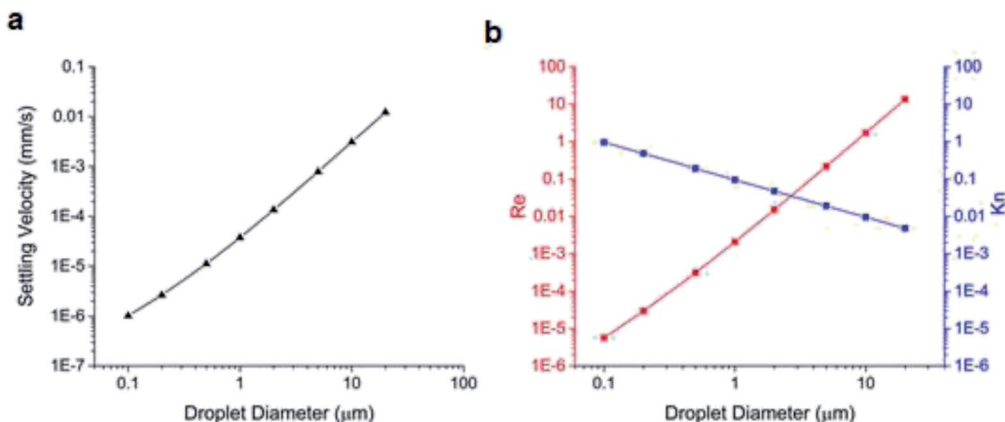 a
b
0.1
0.01
1E-3
1E-4
1E-5
1E-6
1E-7
Settling Velocity (mm/s)
0.1
1
10
100
Droplet Diameter (μm)
100
10
1
0.1
0.01
1E-3
1E-4
1E-5
1E-6
Re
0.1
1
10
Droplet Diameter (μm)
100
10
1
0.1
0.01
1E-3
1E-4
1E-5
1E-6
Kn